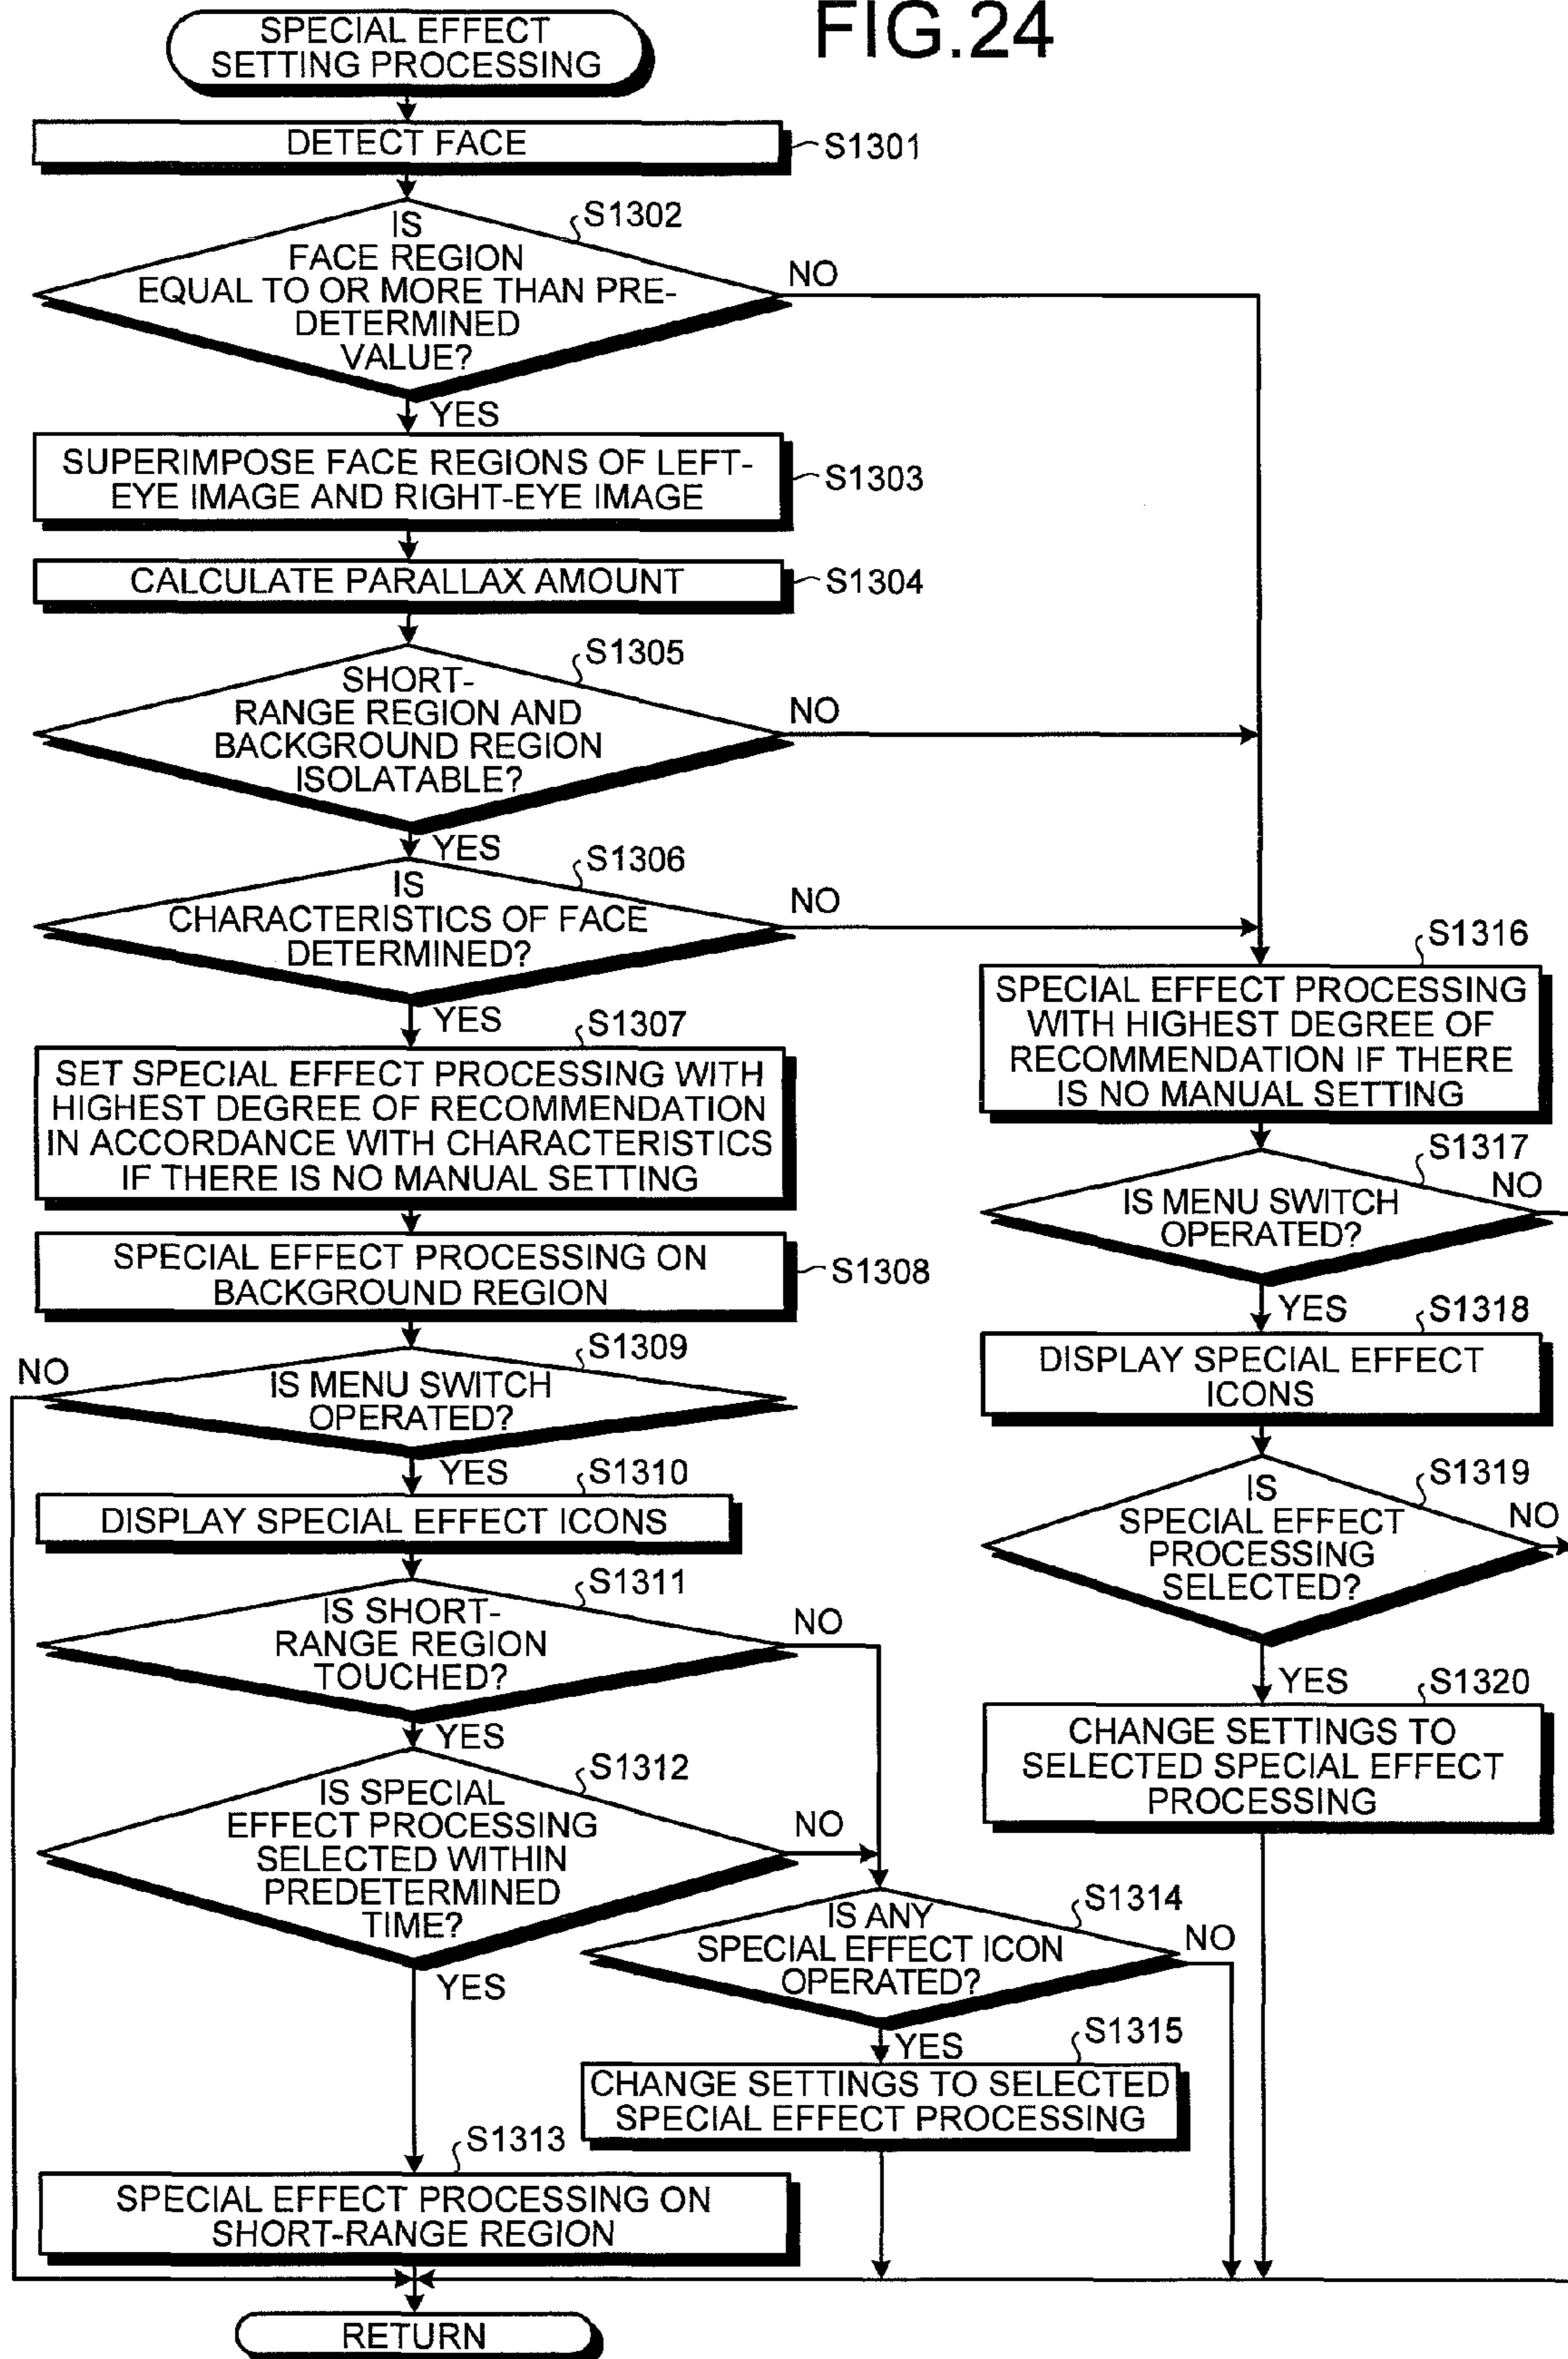 FIG.24
SPECIAL EFFECT
SETTING PROCESSING
DETECT FACE
S1301
S1302
IS
FACE REGION
EQUAL TO OR MORE THAN PRE-
DETERMINED
VALUE?
NO
YES
SUPERIMPOSE FACE REGIONS OF LEFT-
EYE IMAGE AND RIGHT-EYE IMAGE
S1303
CALCULATE PARALLAX AMOUNT
S1304
S1305
SHORT-
RANGE REGION AND
BACKGROUND REGION
ISOLATABLE?
NO
YES
S1306
IS
CHARACTERISTICS OF FACE
DETERMINED?
NO
YES
S1307
SET SPECIAL EFFECT PROCESSING WITH
HIGHEST DEGREE OF RECOMMENDATION
IN ACCORDANCE WITH CHARACTERISTICS
IF THERE IS NO MANUAL SETTING
SPECIAL EFFECT PROCESSING ON
BACKGROUND REGION
S1308
S1309
NO
IS MENU SWITCH
OPERATED?
YES
S1310
DISPLAY SPECIAL EFFECT ICONS
S1311
IS SHORT-
RANGE REGION
TOUCHED?
NO
YES
S1312
IS SPECIAL
EFFECT PROCESSING
SELECTED WITHIN
PREDETERMINED
TIME?
NO
YES
S1313
SPECIAL EFFECT PROCESSING ON
SHORT-RANGE REGION
S1314
IS ANY
SPECIAL EFFECT ICON
OPERATED?
NO
YES
S1315
CHANGE SETTINGS TO SELECTED
SPECIAL EFFECT PROCESSING
S1316
SPECIAL EFFECT PROCESSING
WITH HIGHEST DEGREE OF
RECOMMENDATION IF THERE
IS NO MANUAL SETTING
S1317
IS MENU SWITCH
OPERATED?
NO
YES
S1318
DISPLAY SPECIAL EFFECT
ICONS
S1319
IS
SPECIAL EFFECT
PROCESSING
SELECTED?
NO
YES
S1320
CHANGE SETTINGS TO
SELECTED SPECIAL EFFECT
PROCESSING
RETURN